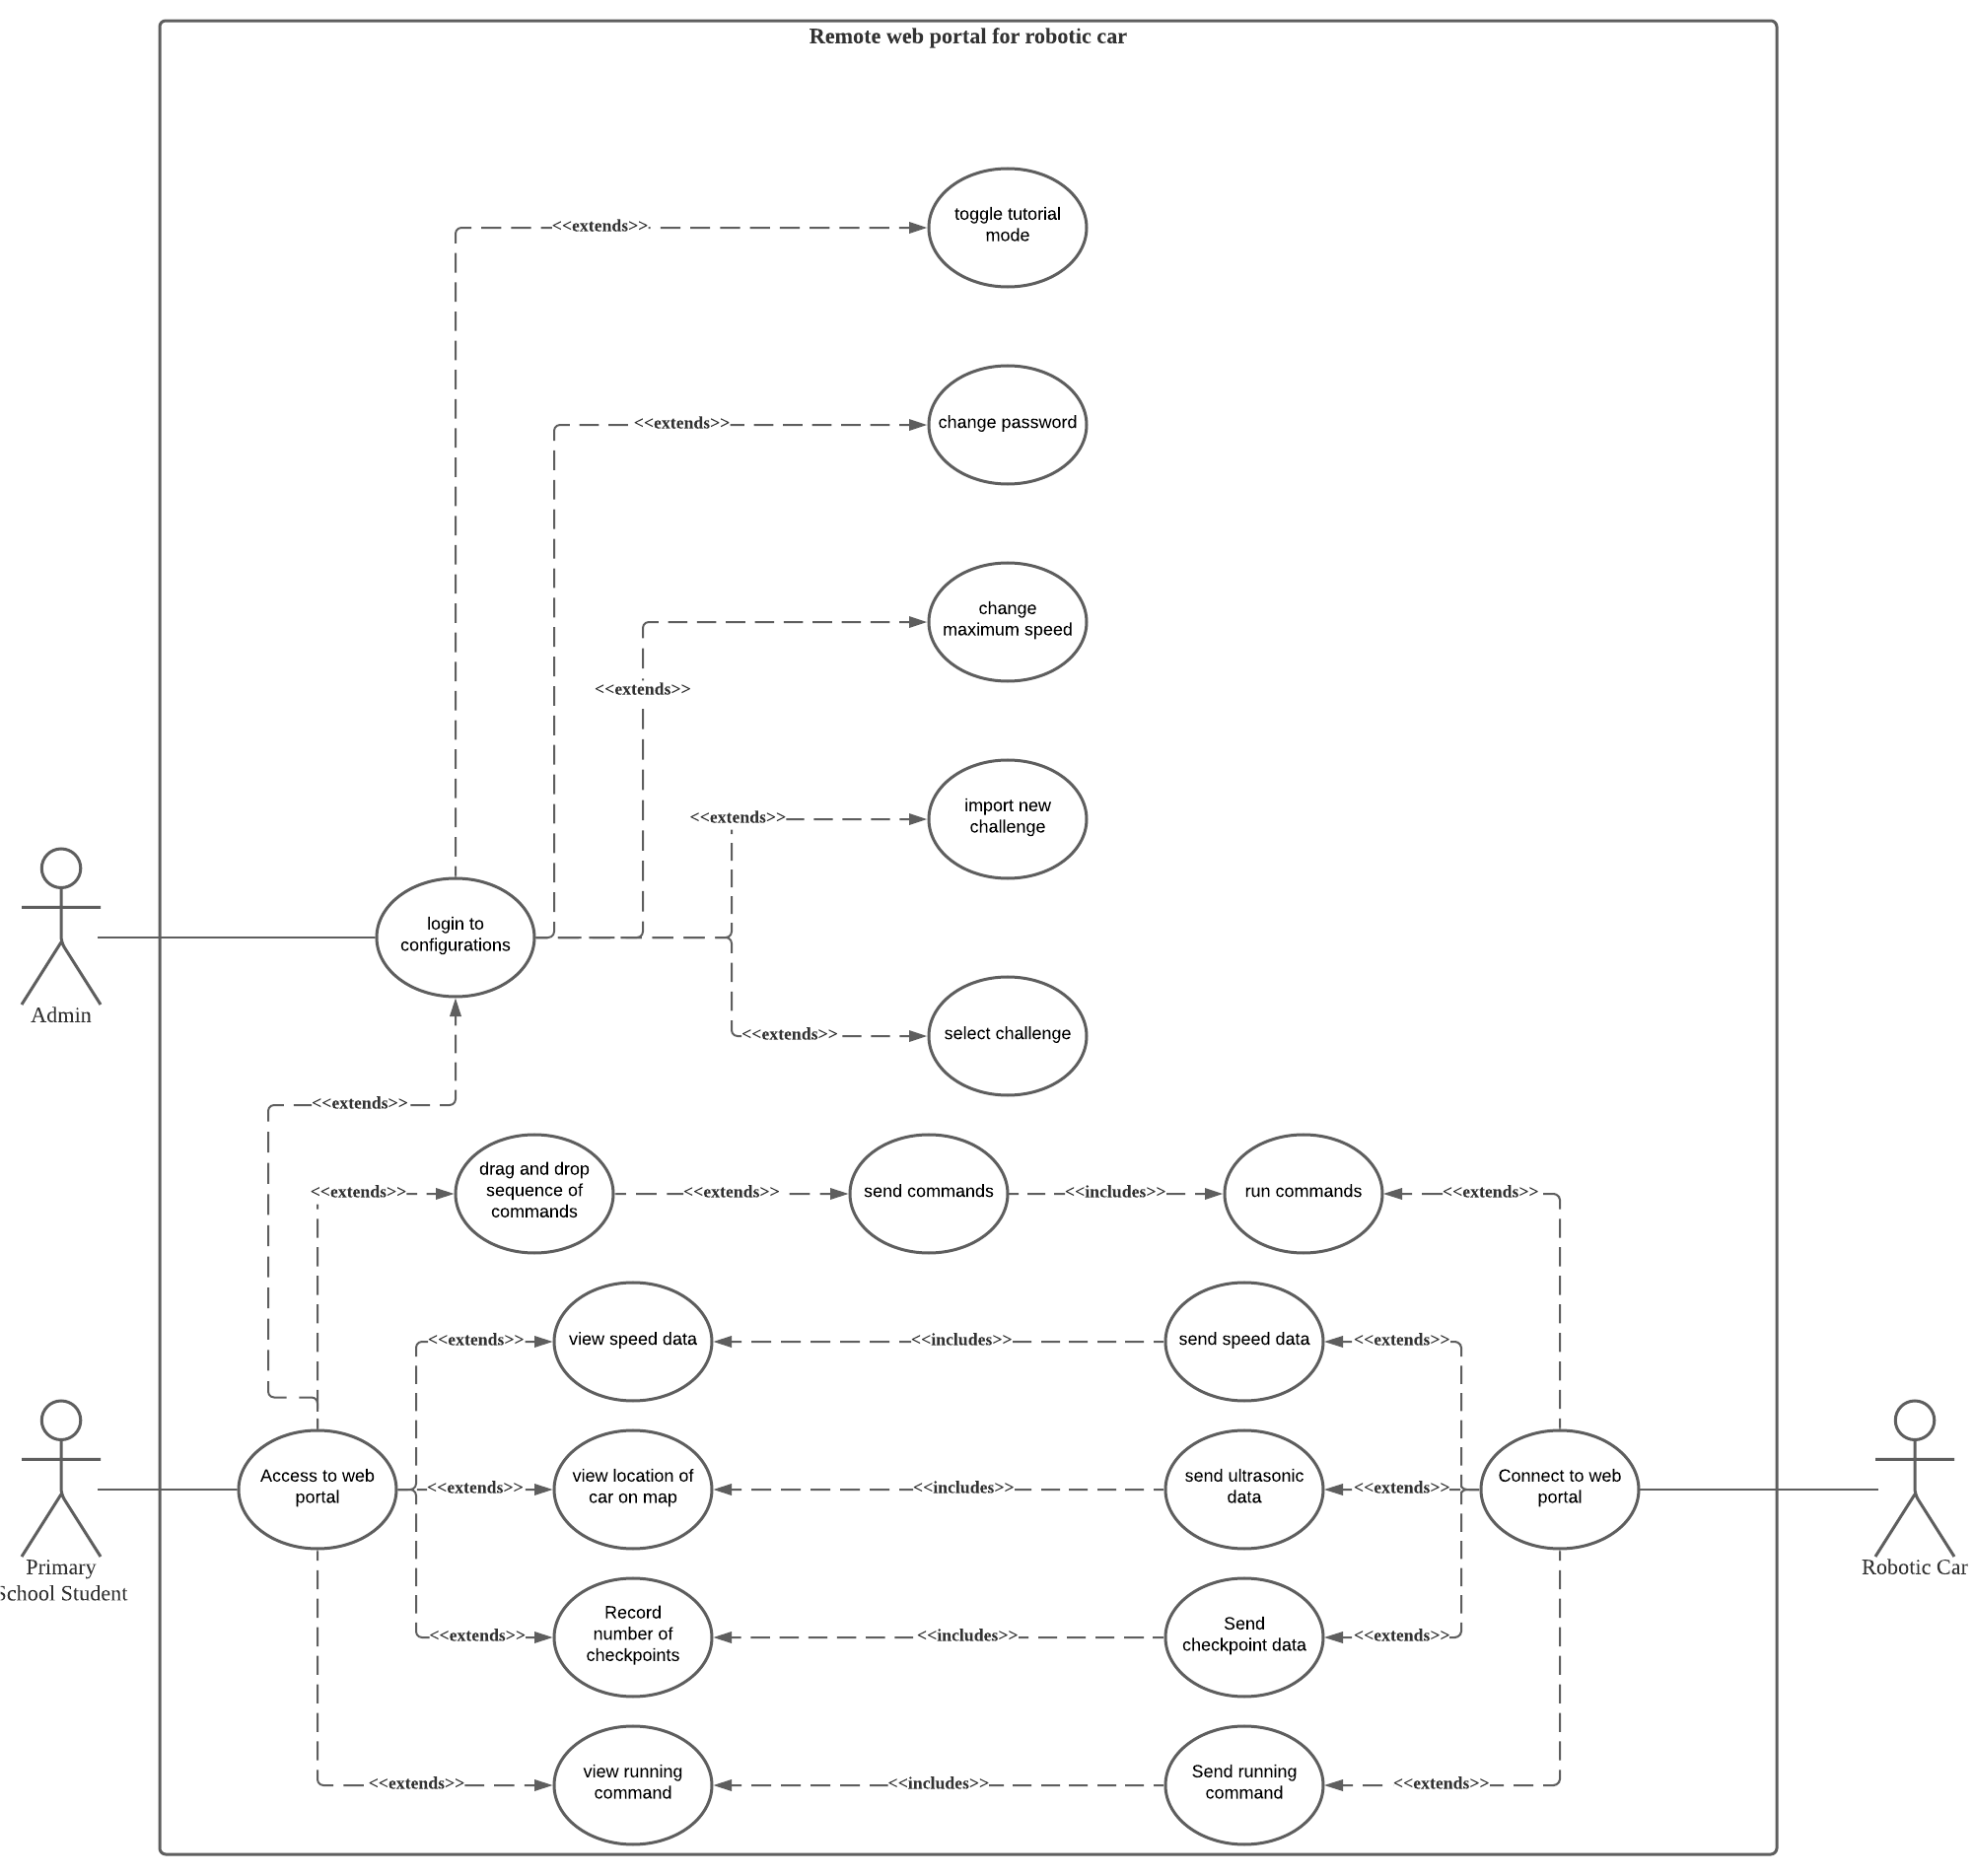 Remote web portal for robotic car
toggle tutorial
mode
<<extends>>
change password
<<extends>>
change
maximum speed
<<extends>>
import new
challenge
<<extends>>
login to
configurations
Admin
select challenge
<<extends>>
<<extends>>
drag and drop
sequence of
commands
<<extends>>
<<extends>>
send commands
<<includes>>
run commands
<<extends>>
<<extends>>
view speed data
<<includes>>
send speed data
<<extends>>
Access to web
portal
<<extends>>
view location of
car on map
<<includes>>
send ultrasonic
data
<<extends>>
Connect to web
portal
Primary
School Student
Robotic Car
<<extends>>
Record
number of
checkpoints
<<includes>>
Send
checkpoint data
<<extends>>
<<extends>>
view running
command
<<includes>>
Send running
command
<<extends>>